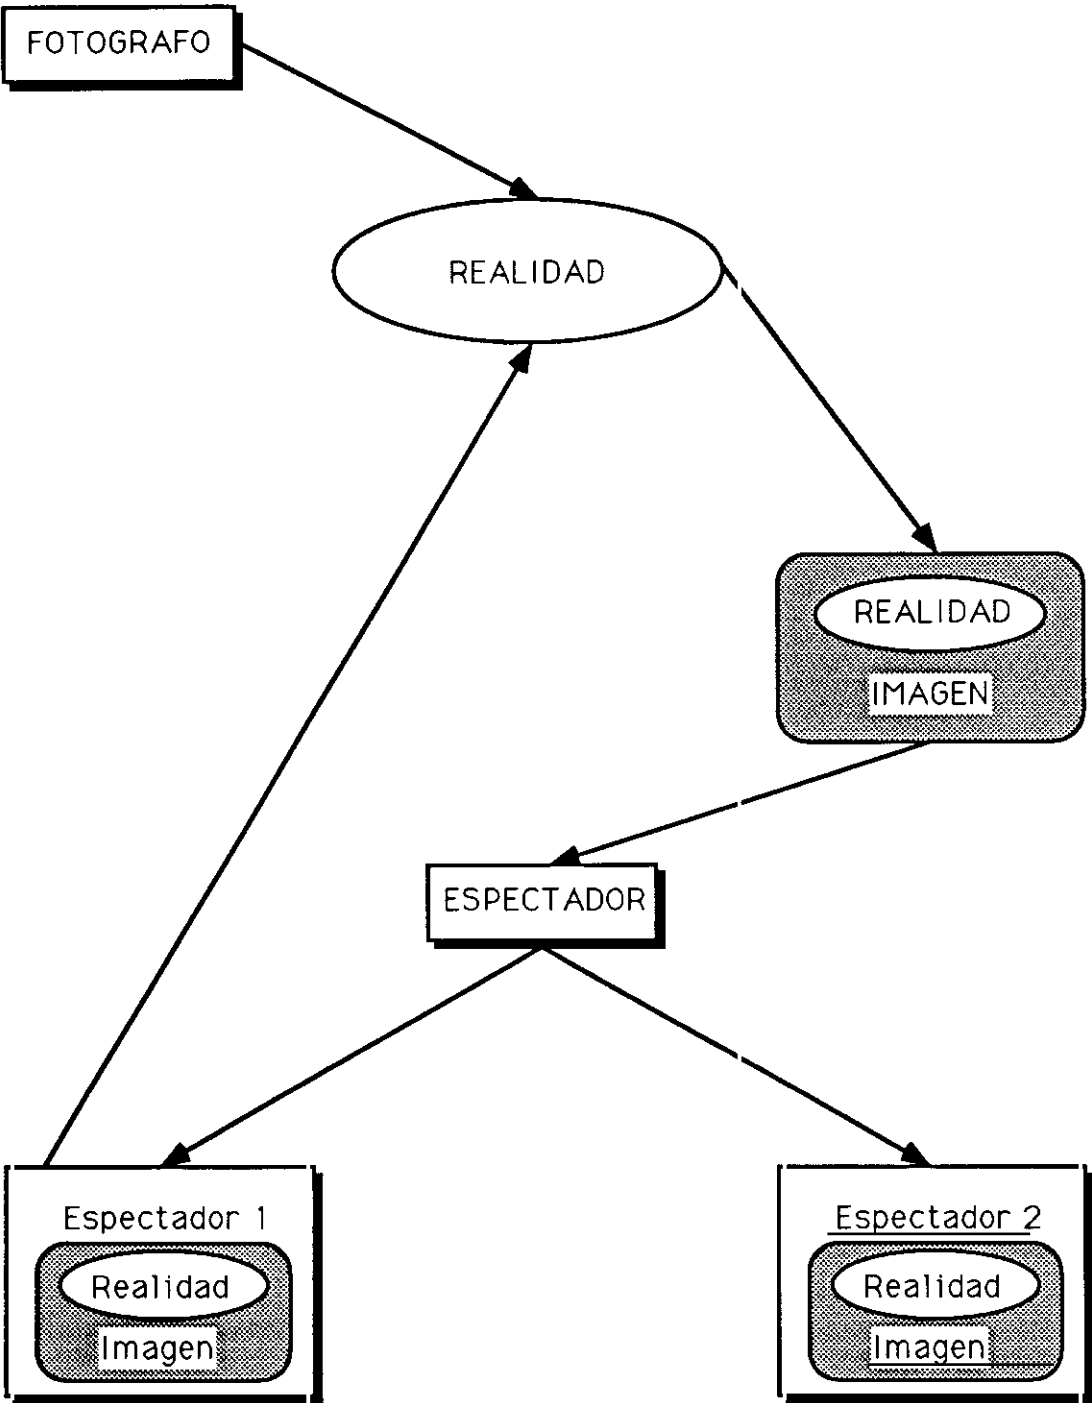 FOTOGRAFO
REALIDAD
REALIDAD
IMAGEN
ESPECTADOR
Espectador 1
Realidad
Imagen
Espectador 2
Realidad
Imagen